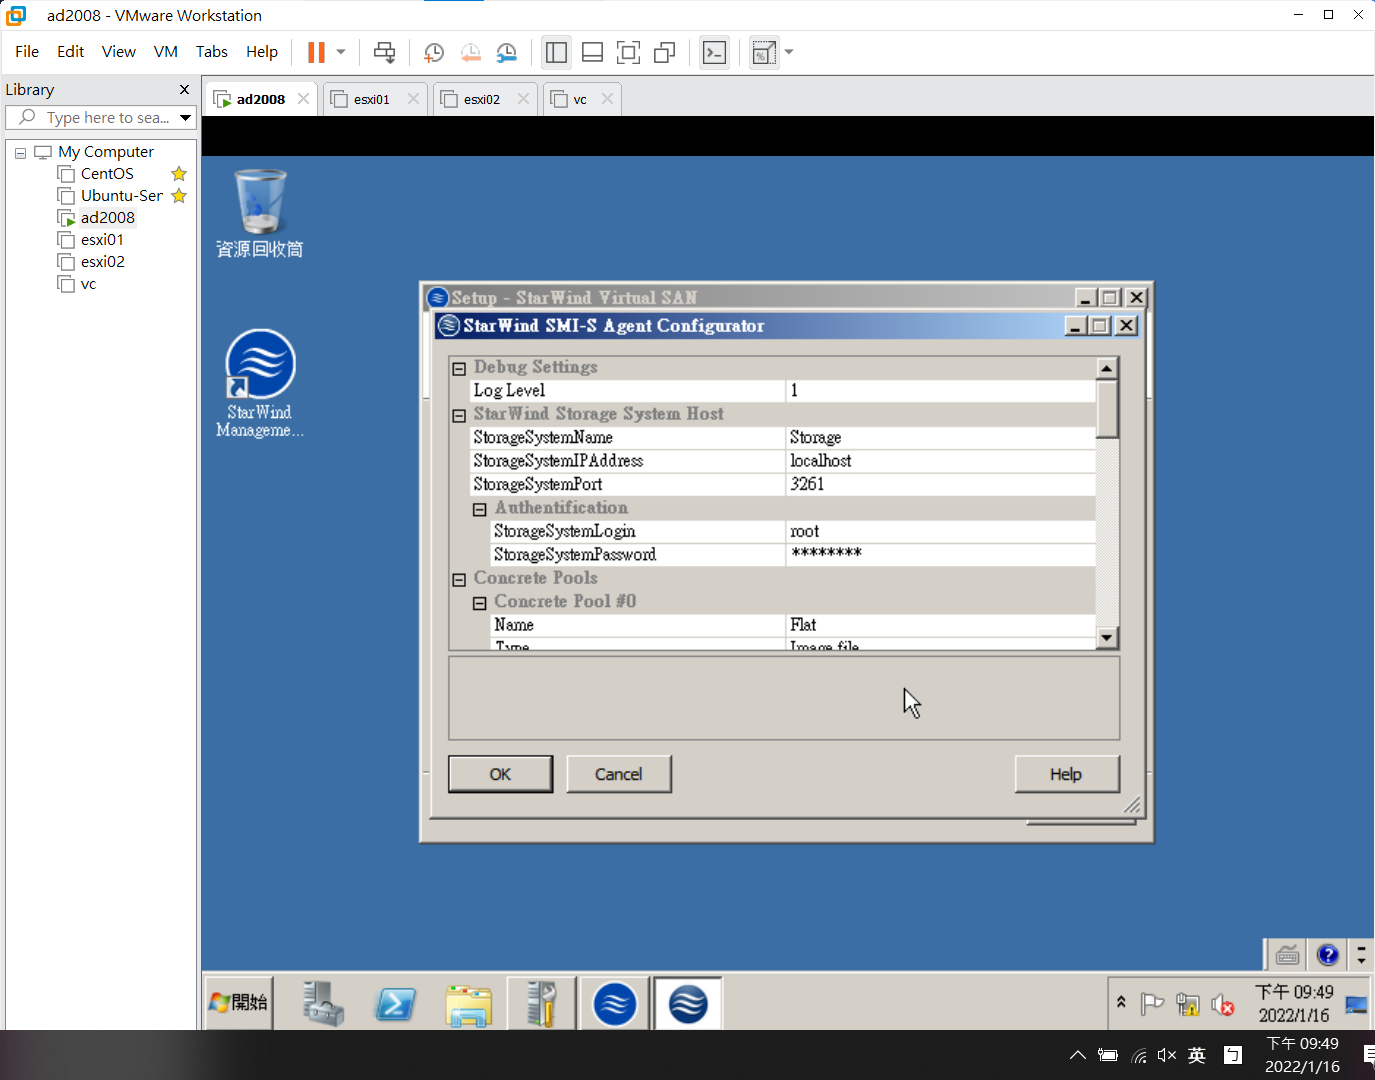 ad2008 - VMware Workstation
File Edit View VM Tabs Help
Library
ad2008 esxi01 esxi02 vc
Type here to sea...
My Computer
CentOS
Ubuntu-Ser
ad2008
esxi01
esxi02
vc
資源回收筒
StarWind
Manageme...
Setup - StarWind Virtual SAN
StarWind SMI-S Agent Configurator
Debug Settings
Log Level 1
StarWind Storage System Host
StorageSystemName Storage
StorageSystemIPAddress localhost
StorageSystemPort 3261
Authentification
StorageSystemLogin root
StorageSystemPassword ********
Concrete Pools
Concrete Pool #0
Name Flat
Type Image file
OK Cancel Help
開始
下午 09:49
2022/1/16
英
下午 09:49
2022/1/16